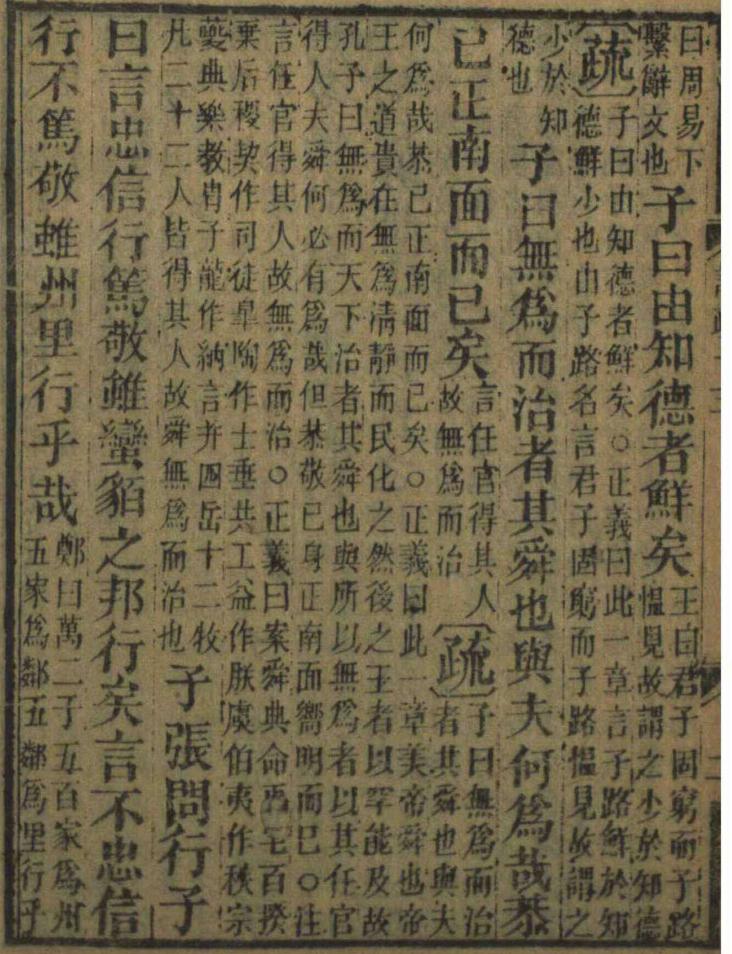 曰周易下
繫辭文也
子曰由知德者鮮矣
王曰君子固窮而子路
慍見故謂之少於知德
疏
子曰由知德者鮮矣○正義曰此一章言子路鮮於知
德鮮少也由子路名言君子固窮而子路慍見故謂之
少於知
德也
子曰無爲而治者其舜也與夫何爲哉恭
己正南面而已矣
言任官得其人
故無爲而治
疏
子曰無爲而治
者其舜也與夫
何爲哉恭己正南面而已矣○正義曰此一章美帝舜也帝
王之道貴在無爲清靜而民化之然後之王者以罕能及故
孔子曰無爲而天下治者其舜也與所以無爲者以其任官
得人夫舜何必有爲哉但恭敬己身正南面嚮明而已○注
言任官得其人故無爲而治○正義曰案舜典命禹宅百揆
棄后稷契作司徒臯陶作士垂共工益作朕虞伯夷作秩宗
夔典樂教胄子龍作納言并四岳十二牧
凡二十二人皆得其人故舜無爲而治也
子張問行子
曰言忠信行篤敬雖蠻貊之邦行矣言不忠信
行不篤敬雖州里行乎哉
鄭曰萬二千五百家爲州
五家爲鄰五鄰爲里行乎